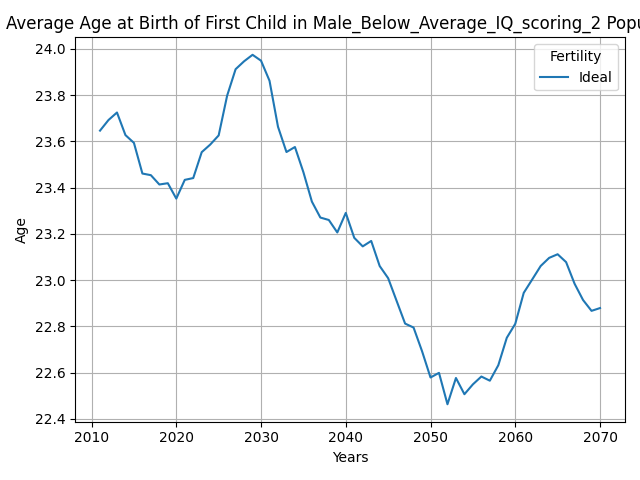 Average Age at Birth of First Child in Male_Below_Average_IQ_scoring_2 Popu
24.0
23.8
23.6
23.4
23.2
23.0
22.8
22.6
22.4
Age
Fertility
Ideal
2010 2020 2030 2040 2050 2060 2070
Years